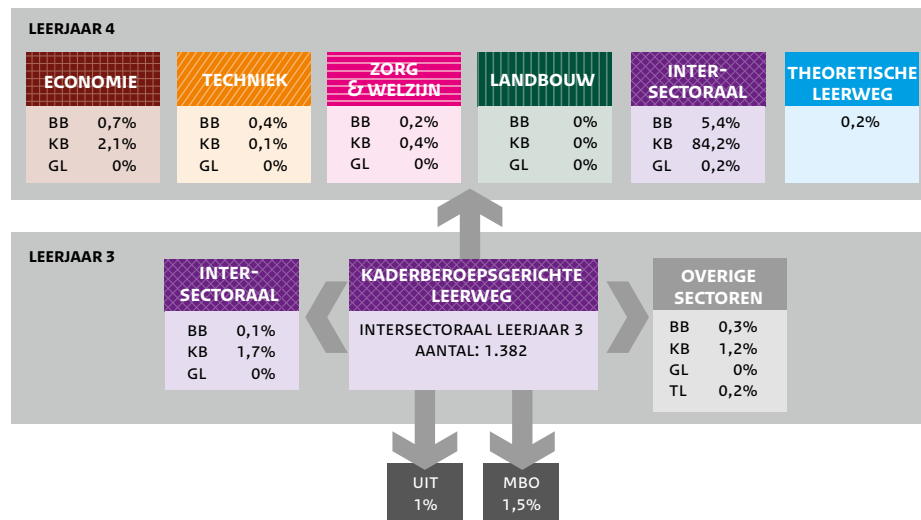 LEERJAAR 4
ECONOMIE
BB 0,7%
KB 2,1%
GL 0%
TECHNIEK
BB 0,4%
KB 0,1%
GL 0%
ZORG
& WELZIJN
BB 0,2%
KB 0,4%
GL 0%
LANDBOUW
BB 0%
KB 0%
GL 0%
INTER-
SECTORAAL
BB 5,4%
KB 84,2%
GL 0,2%
THEORETISCHE
LEERWEG
0,2%
LEERJAAR 3
INTER-
SECTORAAL
BB 0,1%
KB 1,7%
GL 0%
KADERBEROEPSGERICHTE
LEERWEG
INTERSECTORAAL LEERJAAR 3
AANTAL: 1.382
OVERIGE
SECTOREN
BB 0,3%
KB 1,2%
GL 0%
TL 0,2%
UIT
1%
MBO
1,5%